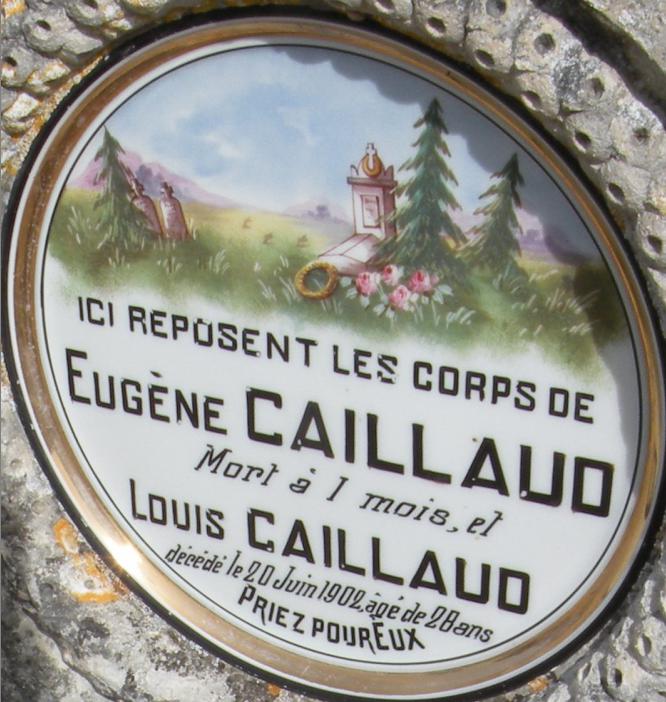 ICI REPOSENT LES CORPS DE
EUGÈNE CAILLAUD
Mort à 1 mois, et
LOUIS CAILLAUD
décédé le 20 Juin 1902, âgé de 28 ans
PRIEZ POUR EUX